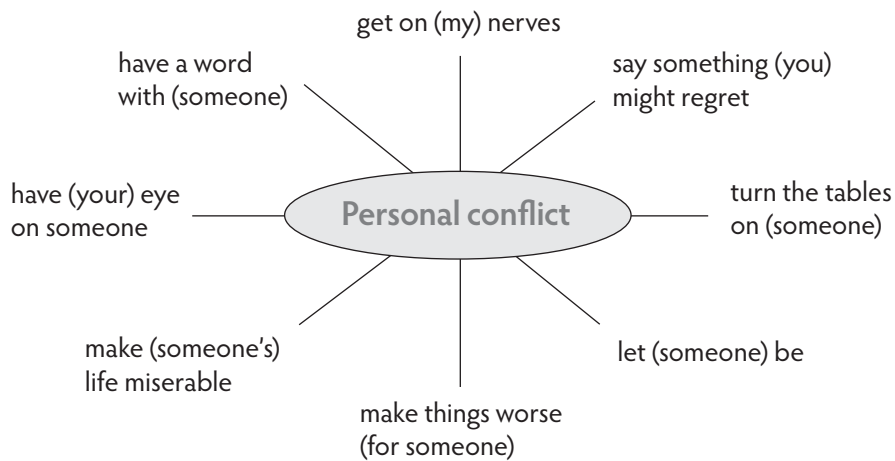 get on (my) nerves
have a word
with (someone)
say something (you)
might regret
have (your) eye
on someone
Personal conflict
turn the tables
on (someone)
make (someone's)
life miserable
let (someone) be
make things worse
(for someone)